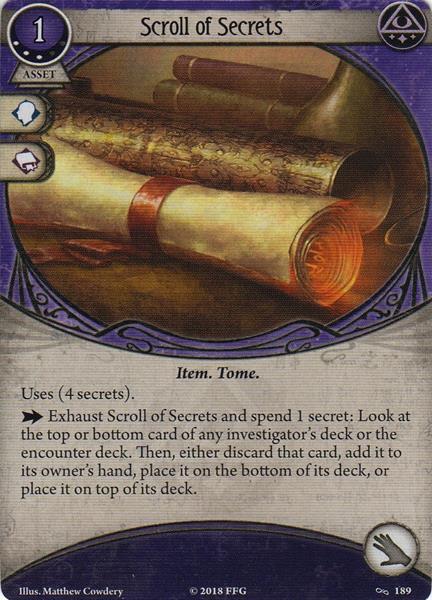 Scroll of Secrets
1
ASSET
Item. Tome.
Uses (4 secrets).
Exhaust Scroll of Secrets and spend 1 secret: Look
at the top or bottom card of any investigator's deck or the
encounter deck. Then, either discard that card, add it to
its owner's hand, place it on the bottom of its deck, or
place it on top of its deck.
Illus. Matthew Cowdery
© 2018 FFG
189